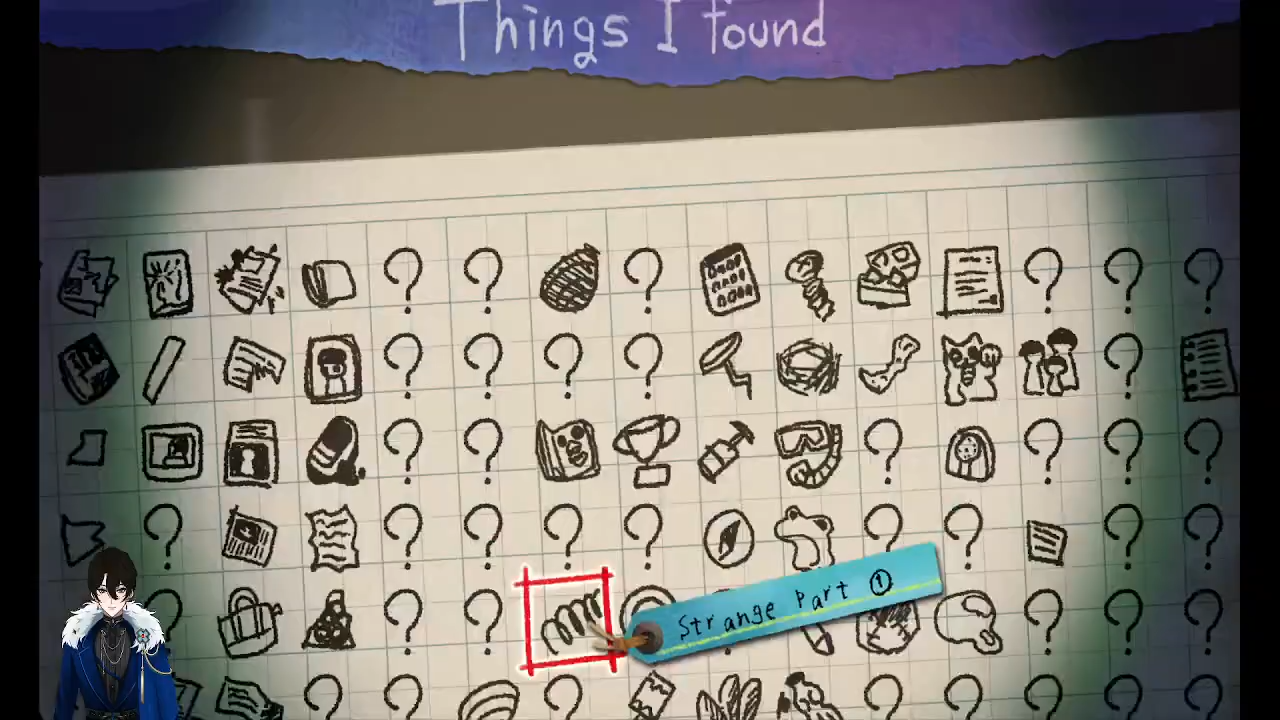 Things I found
? ? ?
? ? ?
? ? ? ? ?
? ? ? ? ?
? ? ? ? ? ? ? ? ?
? ? ?
Strange Part ①
? ? ? ? ? ? ?